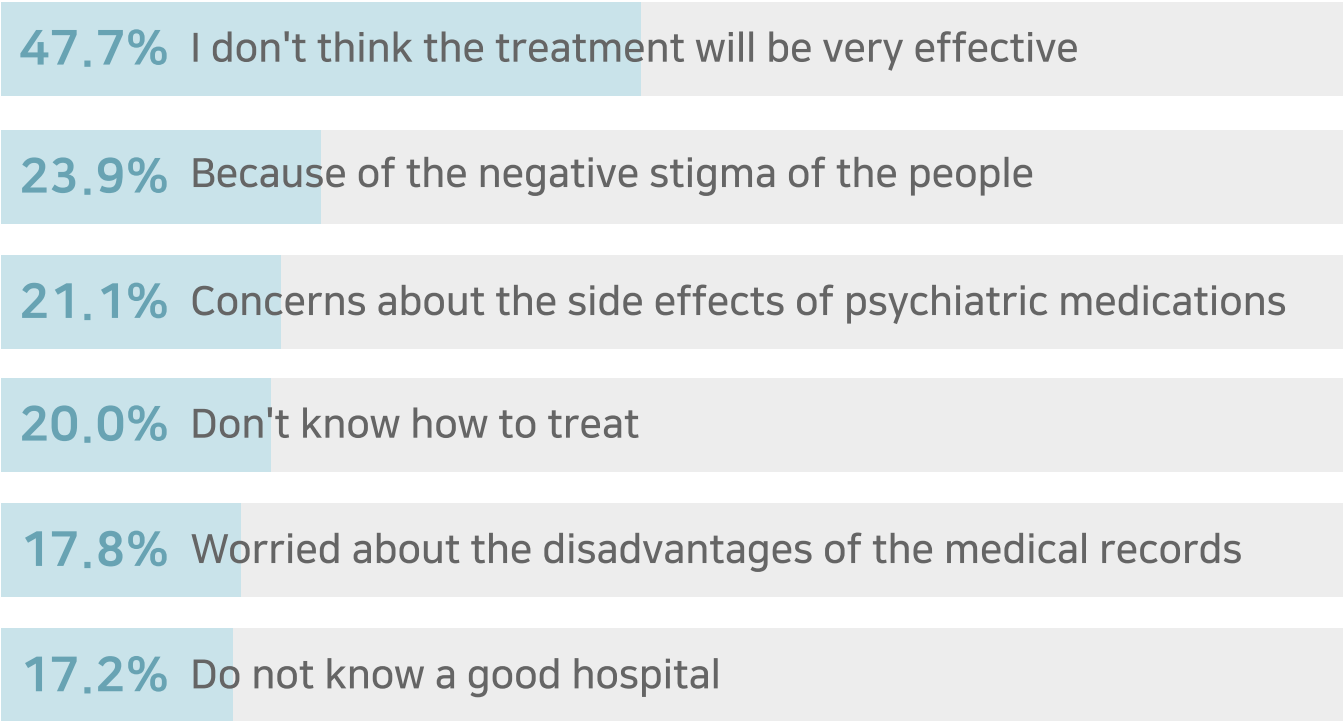 47.7% I don't think the treatment will be very effective
23.9% Because of the negative stigma of the people
21.1% Concerns about the side effects of psychiatric medications
20.0% Don't know how to treat
17.8% Worried about the disadvantages of the medical records
17.2% Do not know a good hospital